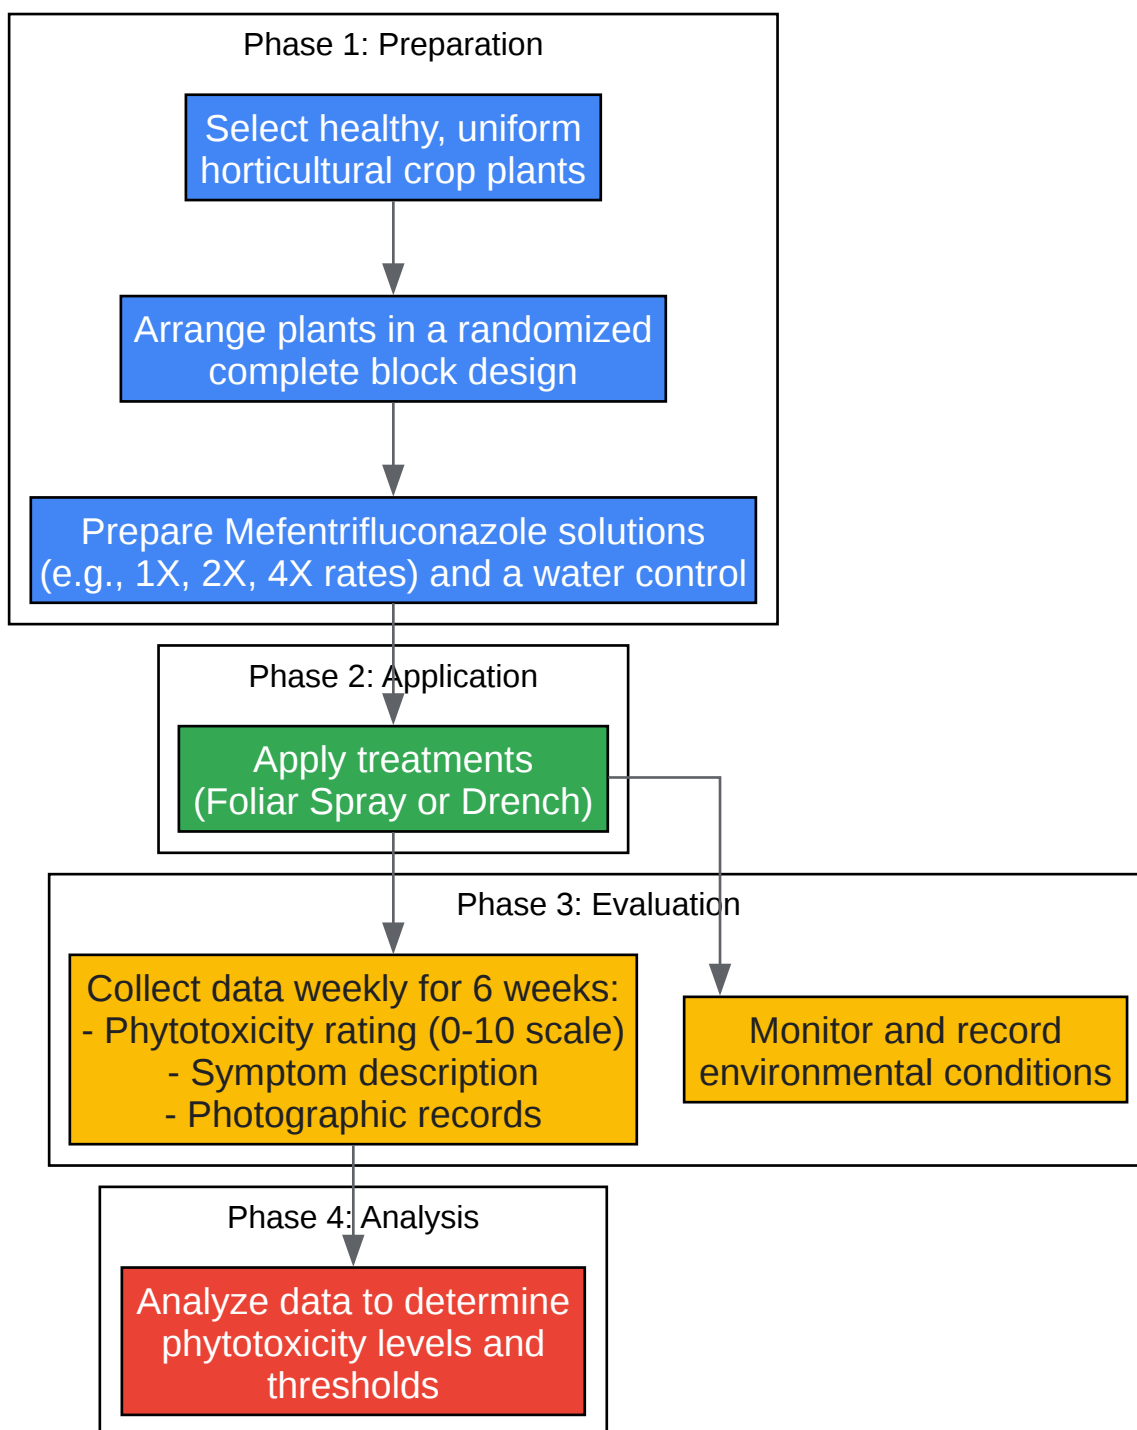 Phase 1: Preparation
Select healthy, uniform
horticultural crop plants
Arrange plants in a randomized
complete block design
Prepare Mefentrifluconazole solutions
(e.g., 1X, 2X, 4X rates) and a water control
Phase 2: Application
Apply treatments
(Foliar Spray or Drench)
Phase 3: Evaluation
Collect data weekly for 6 weeks:
- Phytotoxicity rating (0-10 scale)
- Symptom description
- Photographic records
Monitor and record
environmental conditions
Phase 4: Analysis
Analyze data to determine
phytotoxicity levels and
thresholds